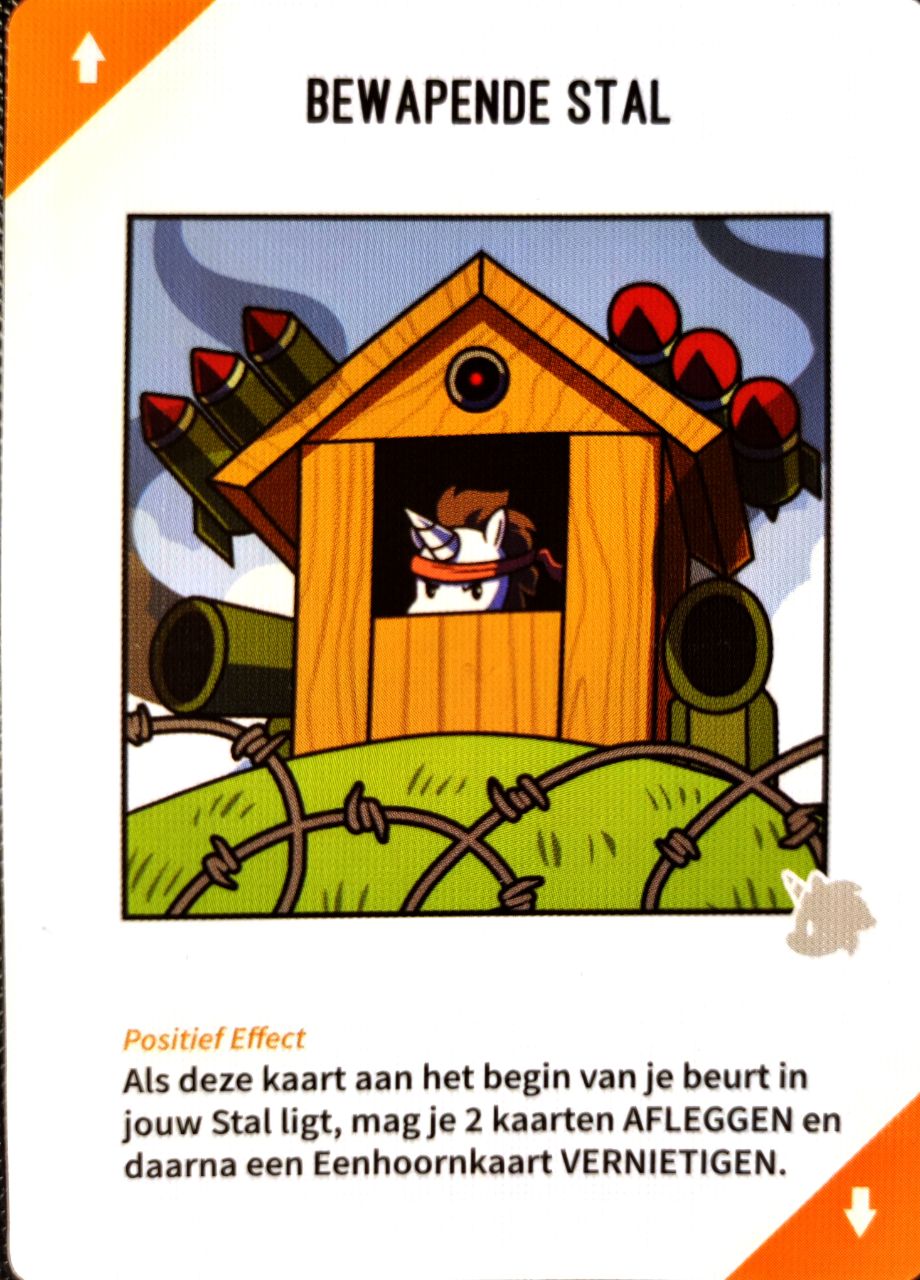 BEWAPENDE STAL
Positief Effect
Als deze kaart aan het begin van je beurt in
jouw Stal ligt, mag je 2 kaarten AFLEGGEN en
daarna een Eenhoornkaart VERNIETIGEN.